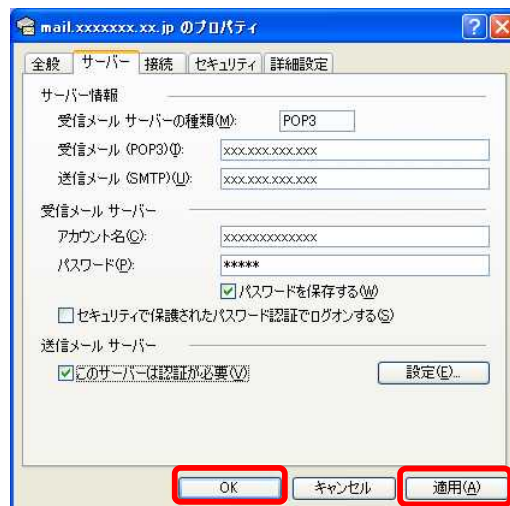 mail.xxxxxxx.xx.jp のプロパティ
全般 サーバー 接続 セキュリティ 詳細設定
サーバー情報
受信メール サーバーの種類(M): POP3
受信メール (POP3)(I): xxx.xxx.xxx.xxx
送信メール (SMTP)(U): xxx.xxx.xxx.xxx
受信メール サーバー
アカウント名(C): xxxxxxxxxxxxx
パスワード(P): *****
パスワードを保存する(W)
セキュリティで保護されたパスワード認証でログオンする(S)
送信メール サーバー
このサーバーは認証が必要(V) 設定(E)...
OK キャンセル 適用(A)